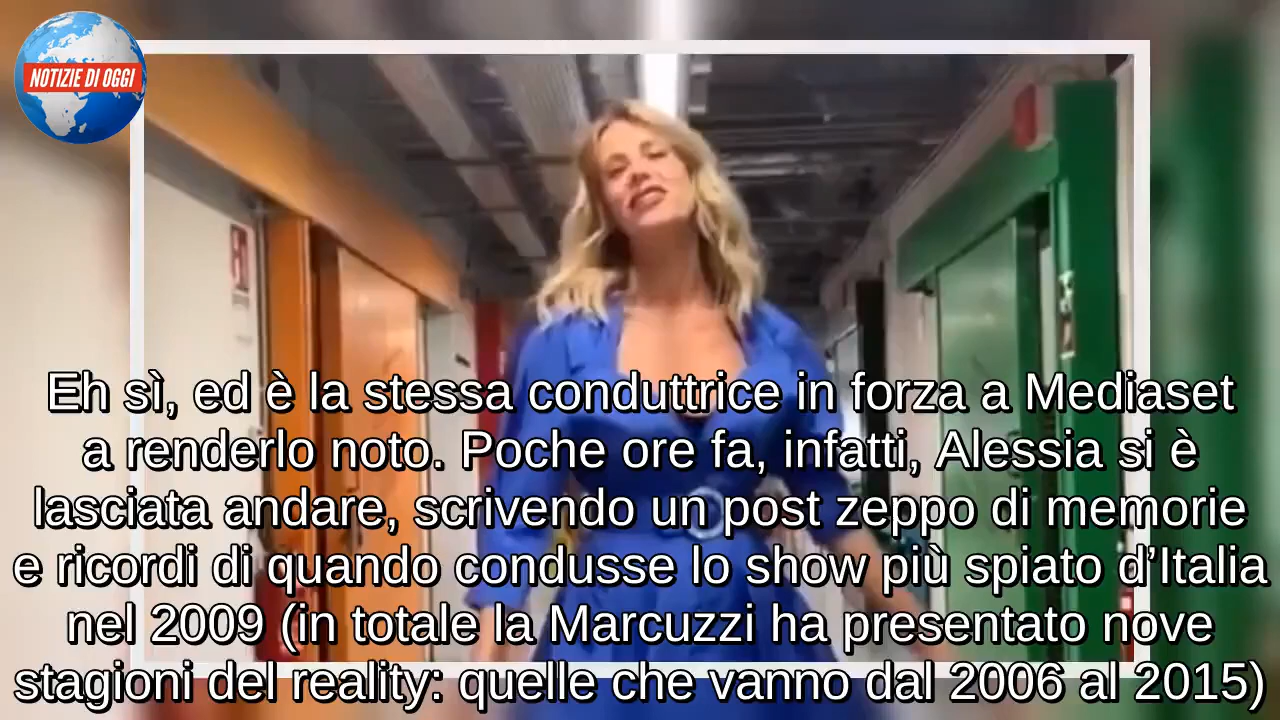 NOTIZIE DI OGGI
Eh sì, ed è la stessa conduttrice in forza a Mediaset
a renderlo noto. Poche ore fa, infatti, Alessia si è
lasciata andare, scrivendo un post zeppo di memorie
e ricordi di quando condusse lo show più spiato d’Italia
nel 2009 (in totale la Marcuzzi ha presentato nove
stagioni del reality: quelle che vanno dal 2006 al 2015)